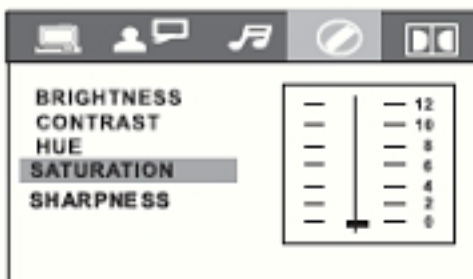 BRIGHTNESS
CONTRAST
HUE
SATURATION
SHARPNESS
12
10
8
6
4
2
0